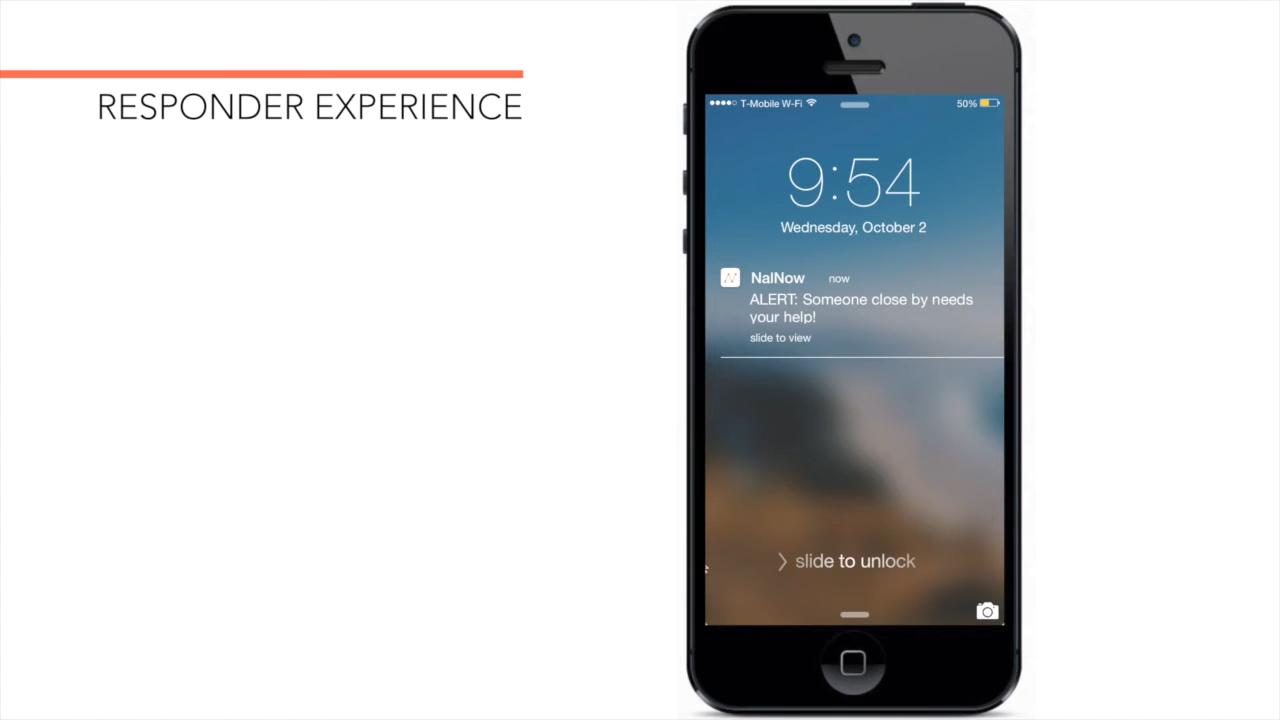 RESPONDER EXPERIENCE
T-Mobile W-Fi 50%
9:54
Wednesday, October 2
NalNow now
ALERT: Someone close by needs
your help!
slide to view
slide to unlock